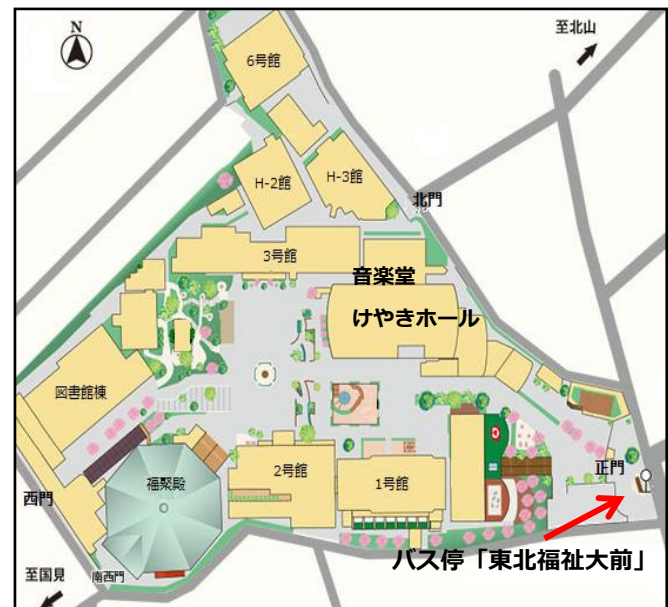 N
至北山
6号館
H-2館
H-3館
北門
3号館
音楽堂
けやきホール
図書館棟
福聚殿
2号館
1号館
正門
西門
バス停「東北福祉大前」
至国見
南西門